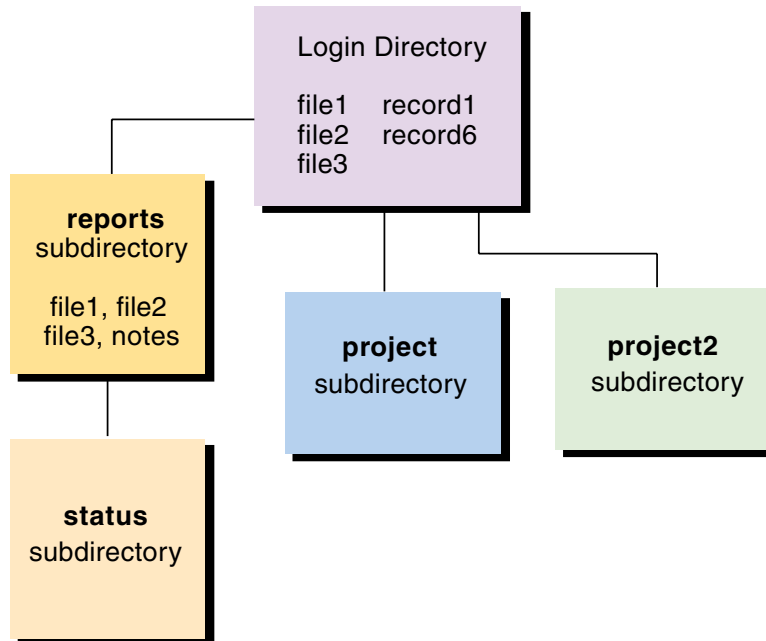 Login Directory
file1 record1
file2 record6
file3
reports
subdirectory
file1, file2
file3, notes
project
subdirectory
project2
subdirectory
status
subdirectory